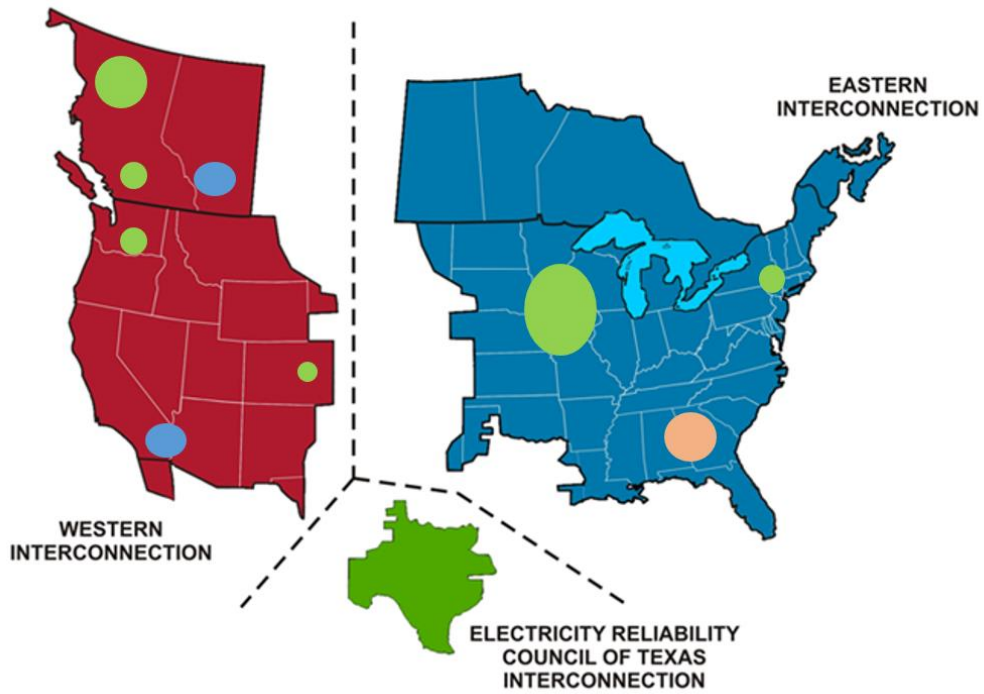 EASTERN
INTERCONNECTION
WESTERN
INTERCONNECTION
ELECTRICITY RELIABILITY
COUNCIL OF TEXAS
INTERCONNECTION